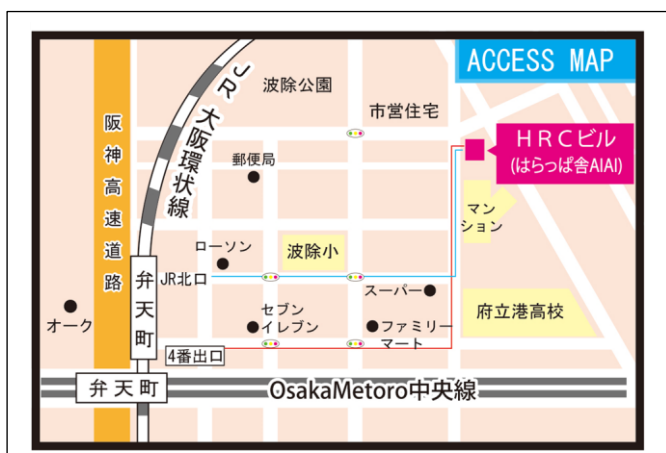 ACCESS MAP
JR大阪環状線
波除公園
市営住宅
HRCビル
(はらっぱ舎AIAI)
阪神高速道路
郵便局
マン
ション
ローソン
波除小
JR北口
弁天町
スーパー
オーク
セブン
イレブン
ファミリー
マート
府立港高校
4番出口
弁天町
OsakaMetoro中央線